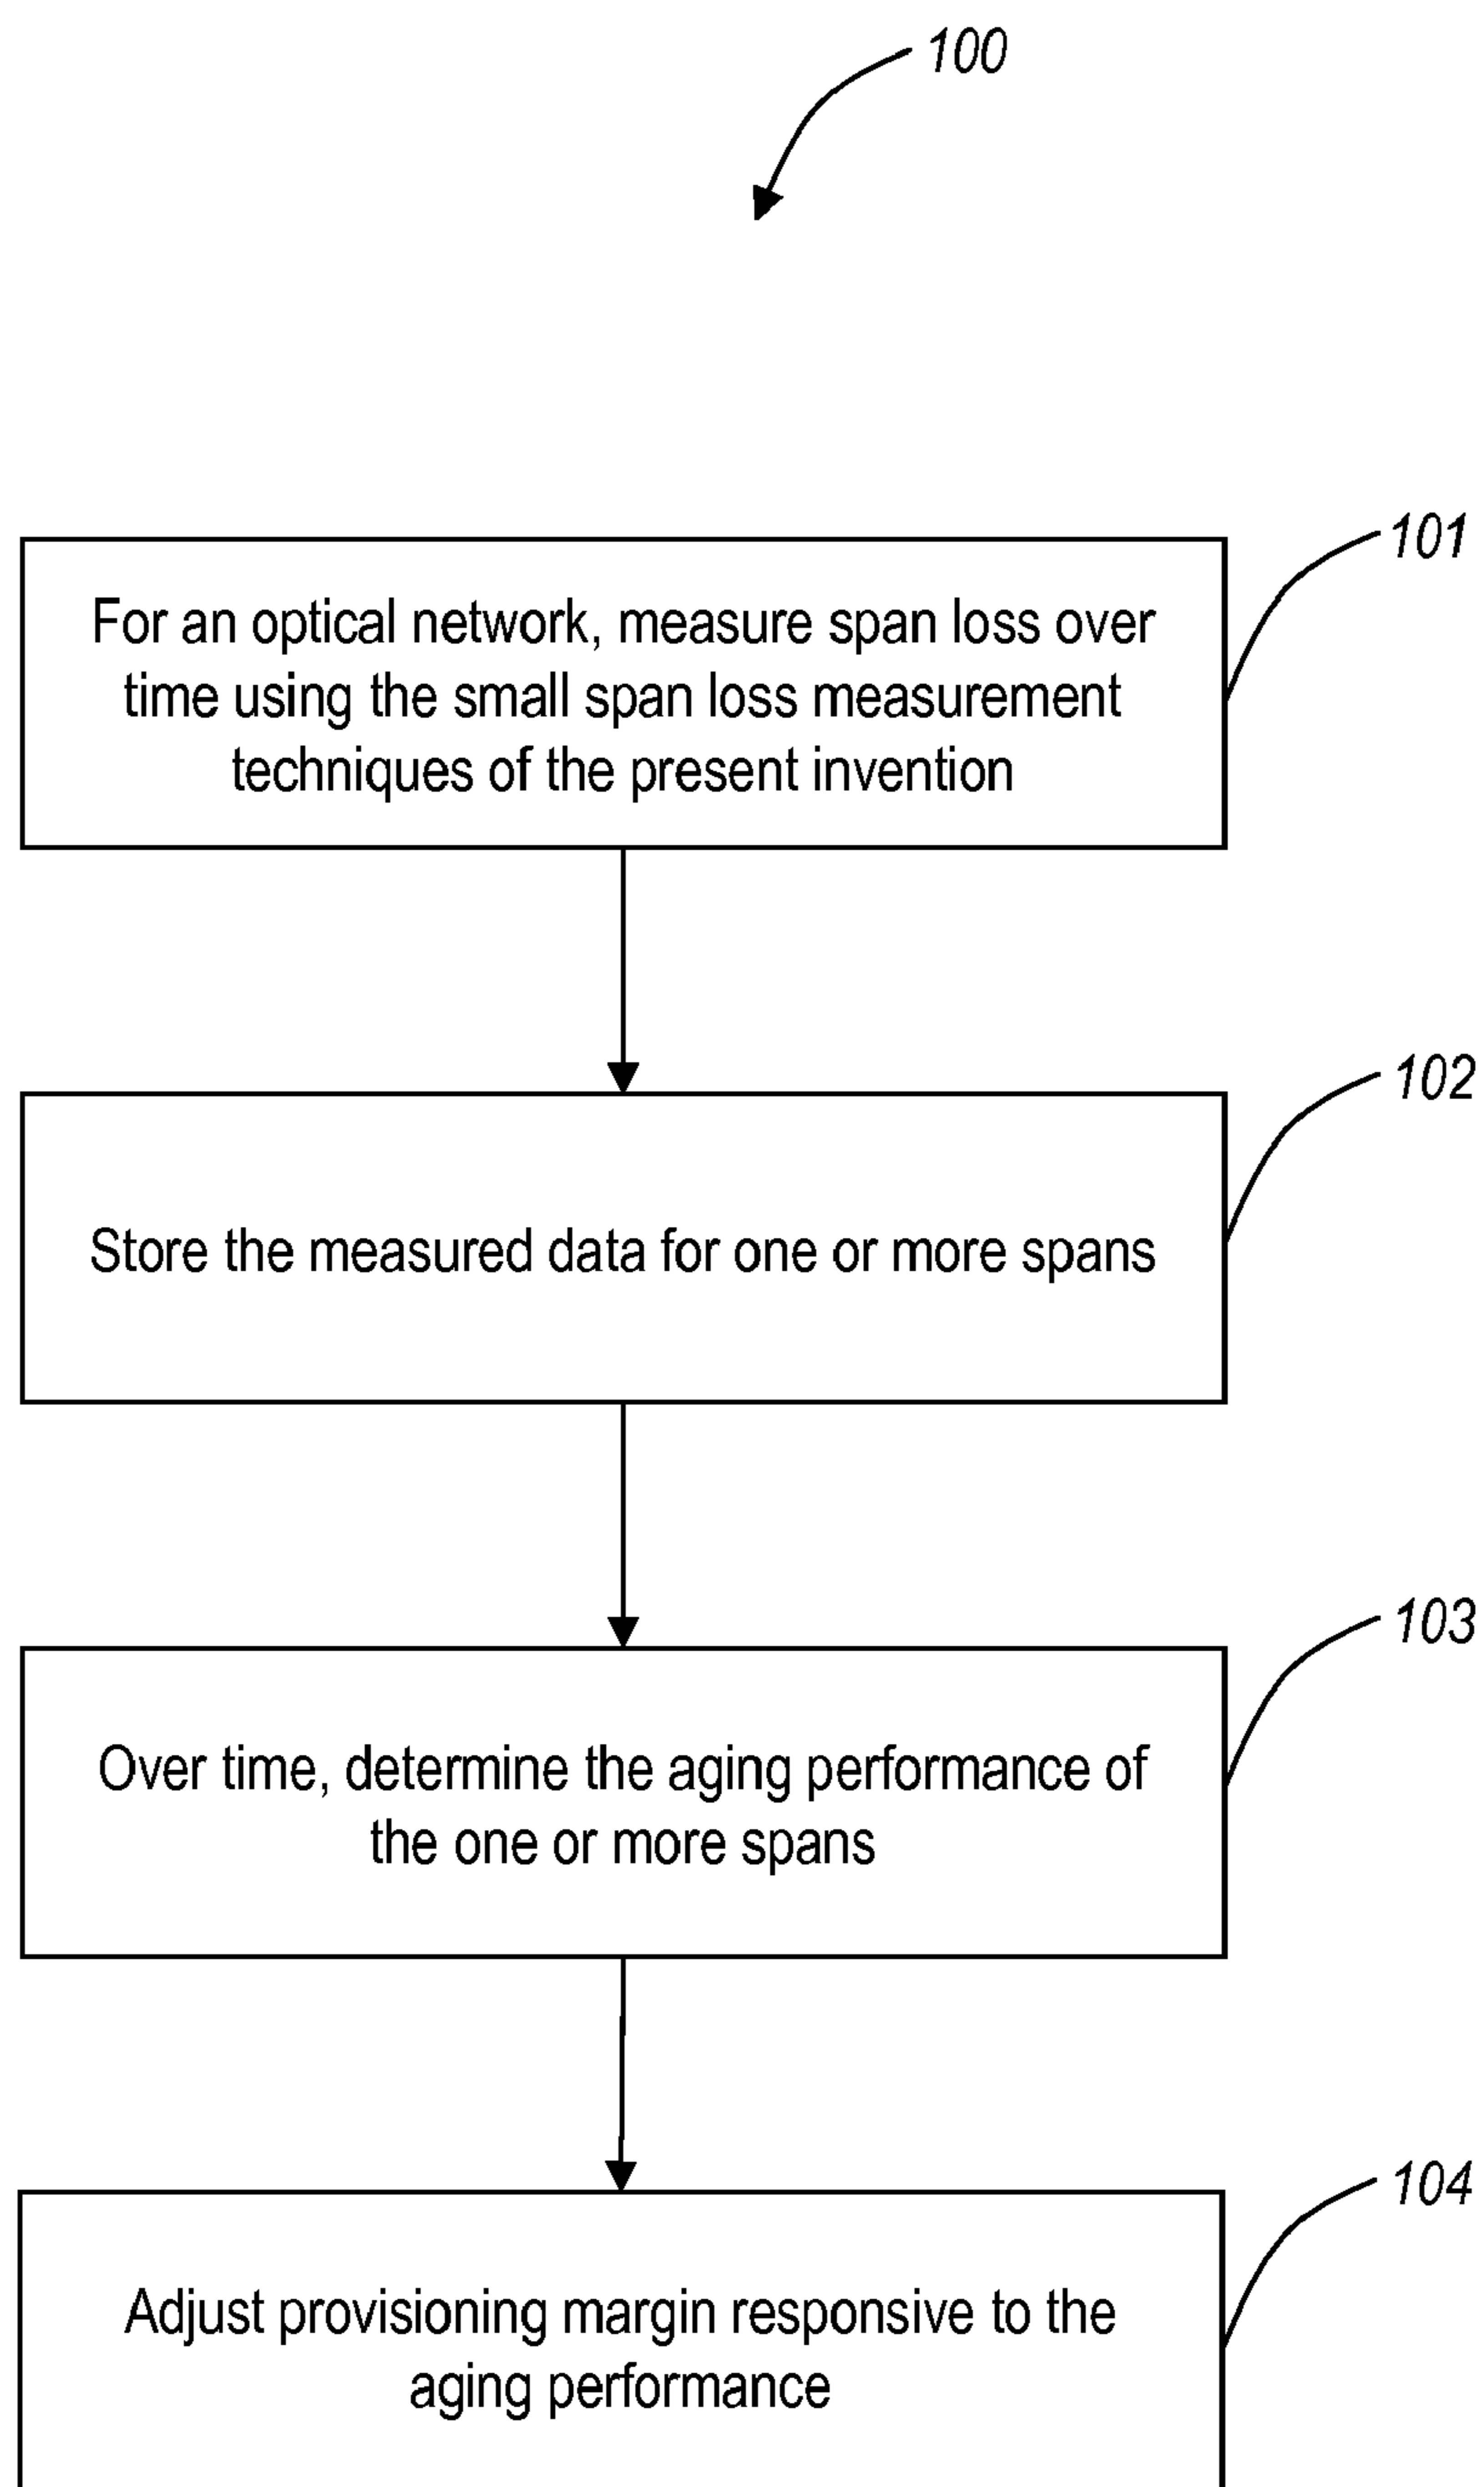 100
101
For an optical network, measure span loss over
time using the small span loss measurement
techniques of the present invention
102
Store the measured data for one or more spans
103
Over time, determine the aging performance of
the one or more spans
104
Adjust provisioning margin responsive to the
aging performance